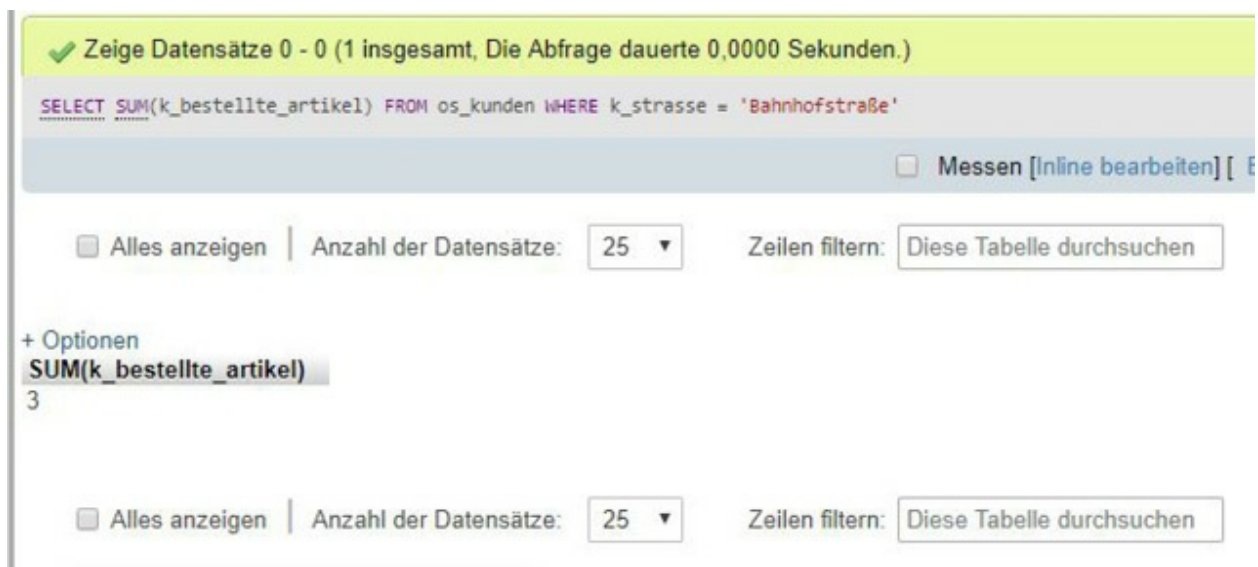 Zeige Datensätze 0 - 0 (1 insgesamt, Die Abfrage dauerte 0,0000 Sekunden.)
SELECT SUM(k_bestellte_artikel) FROM os_kunden WHERE k_strasse = 'Bahnhofstraße'
Messen [Inline bearbeiten] [
Alles anzeigen | Anzahl der Datensätze: 25 Zeilen filtern: Diese Tabelle durchsuchen
+ Optionen
SUM(k_bestellte_artikel)
3
Alles anzeigen | Anzahl der Datensätze: 25 Zeilen filtern: Diese Tabelle durchsuchen